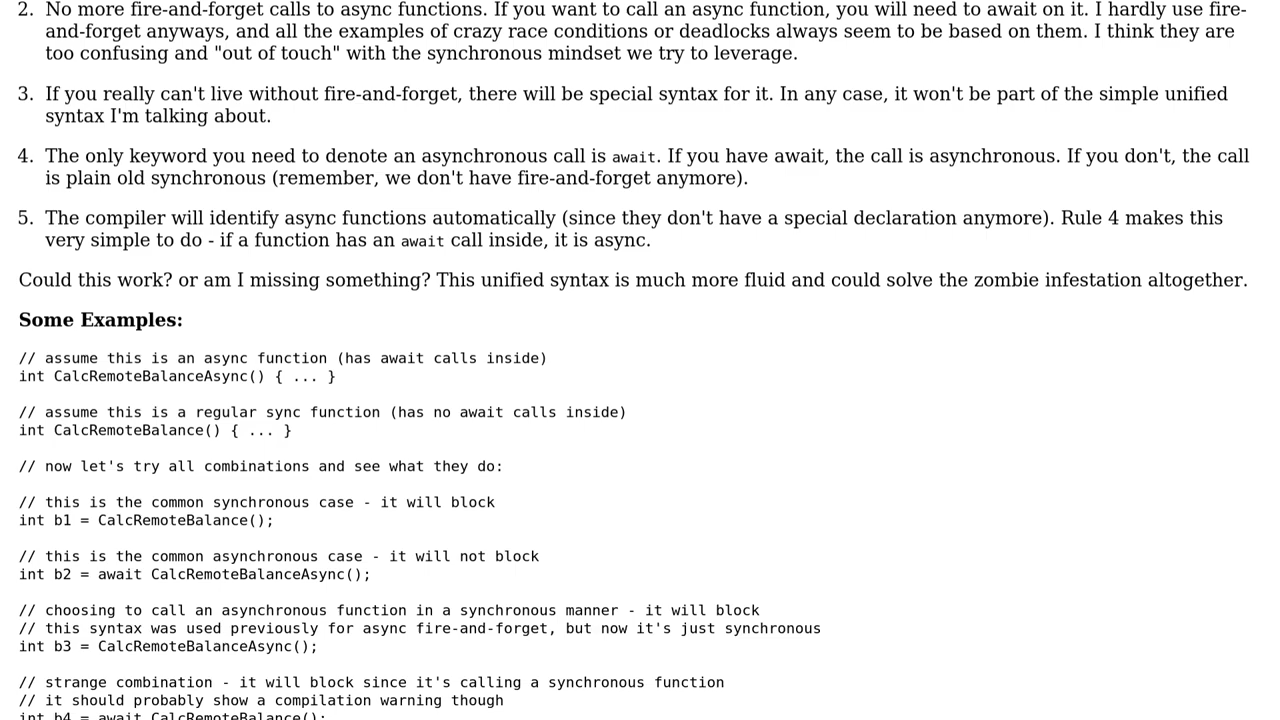 2. No more fire-and-forget calls to async functions. If you want to call an async function, you will need to await on it. I hardly use fire-
and-forget anyways, and all the examples of crazy race conditions or deadlocks always seem to be based on them. I think they are
too confusing and "out of touch" with the synchronous mindset we try to leverage.
3. If you really can't live without fire-and-forget, there will be special syntax for it. In any case, it won't be part of the simple unified
syntax I'm talking about.
4. The only keyword you need to denote an asynchronous call is await. If you have await, the call is asynchronous. If you don't, the call
is plain old synchronous (remember, we don't have fire-and-forget anymore).
5. The compiler will identify async functions automatically (since they don't have a special declaration anymore). Rule 4 makes this
very simple to do - if a function has an await call inside, it is async.
Could this work? or am I missing something? This unified syntax is much more fluid and could solve the zombie infestation altogether.
Some Examples:
// assume this is an async function (has await calls inside)
int CalcRemoteBalanceAsync() { ... }
// assume this is a regular sync function (has no await calls inside)
int CalcRemoteBalance() { ... }
// now let's try all combinations and see what they do:
// this is the common synchronous case - it will block
int b1 = CalcRemoteBalance();
// this is the common asynchronous case - it will not block
int b2 = await CalcRemoteBalanceAsync();
// choosing to call an asynchronous function in a synchronous manner - it will block
// this syntax was used previously for async fire-and-forget, but now it's just synchronous
int b3 = CalcRemoteBalanceAsync();
// strange combination - it will block since it's calling a synchronous function
// it should probably show a compilation warning though
int b4 = await CalcRemoteBalance();